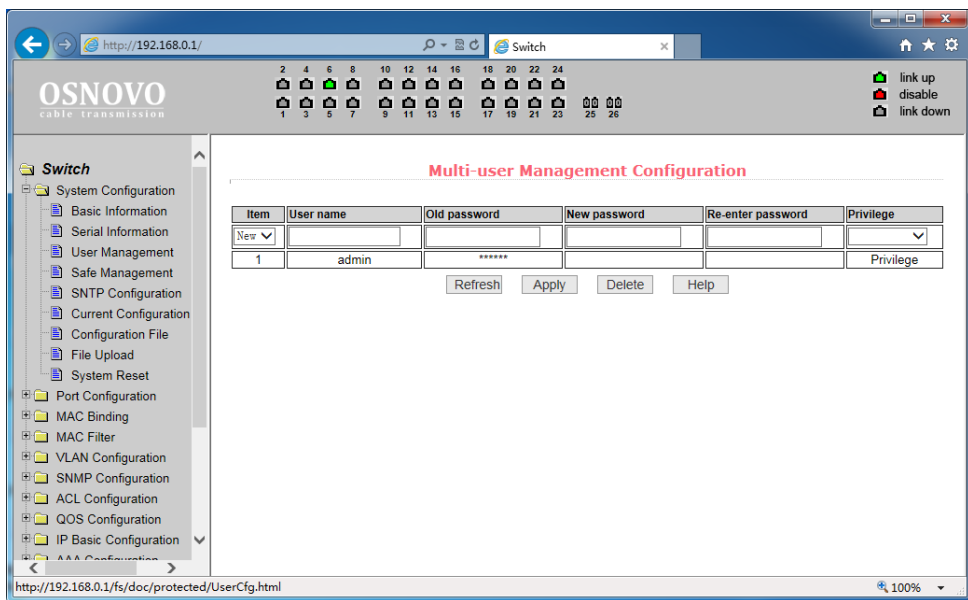 http://192.168.0.1/
Switch
OSNOVO
cable transmission
2 4 6 8 10 12 14 16 18 20 22 24
1 3 5 7 9 11 13 15 17 19 21 23 25 26
link up
disable
link down
Switch
System Configuration
Basic Information
Serial Information
User Management
Safe Management
SNTP Configuration
Current Configuration
Configuration File
File Upload
System Reset
Port Configuration
MAC Binding
MAC Filter
VLAN Configuration
SNMP Configuration
ACL Configuration
QOS Configuration
IP Basic Configuration
AAA Configuration
Multi-user Management Configuration
Item User name Old password New password Re-enter password Privilege
New
1 admin ****** Privilege
Refresh Apply Delete Help
http://192.168.0.1/fs/doc/protected/UserCfg.html
100%